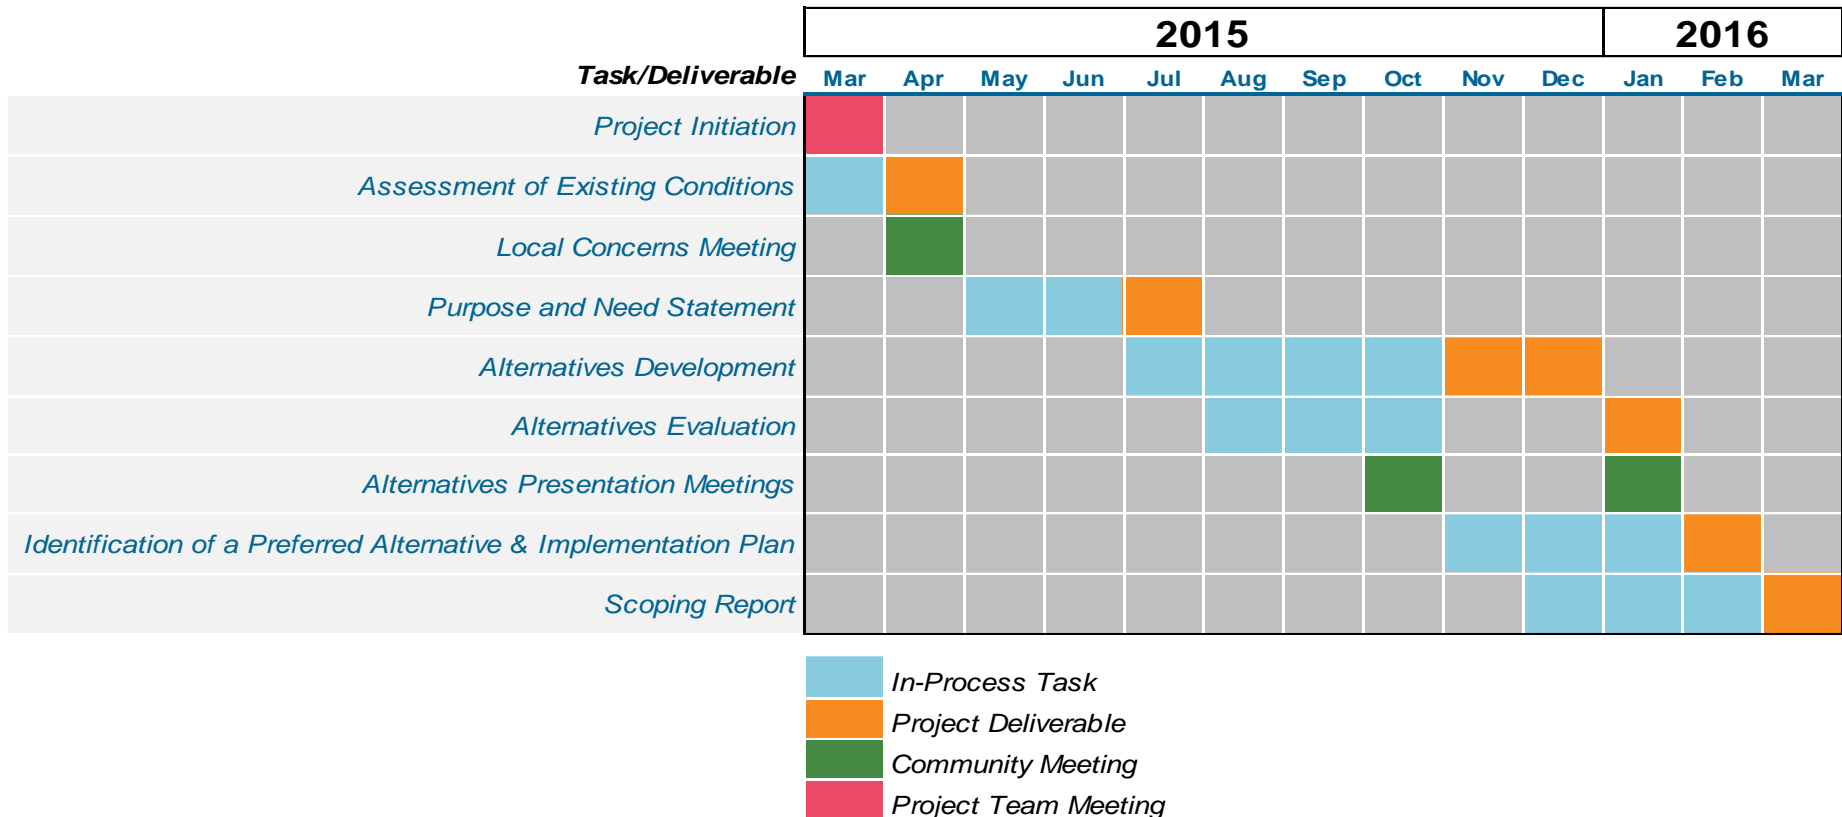 2015 2016
Task/Deliverable Mar Apr May Jun Jul Aug Sep Oct Nov Dec Jan Feb Mar
Project Initiation
Assessment of Existing Conditions
Local Concerns Meeting
Purpose and Need Statement
Alternatives Development
Alternatives Evaluation
Alternatives Presentation Meetings
Identification of a Preferred Alternative & Implementation Plan
Scoping Report
In-Process Task
Project Deliverable
Community Meeting
Project Team Meeting